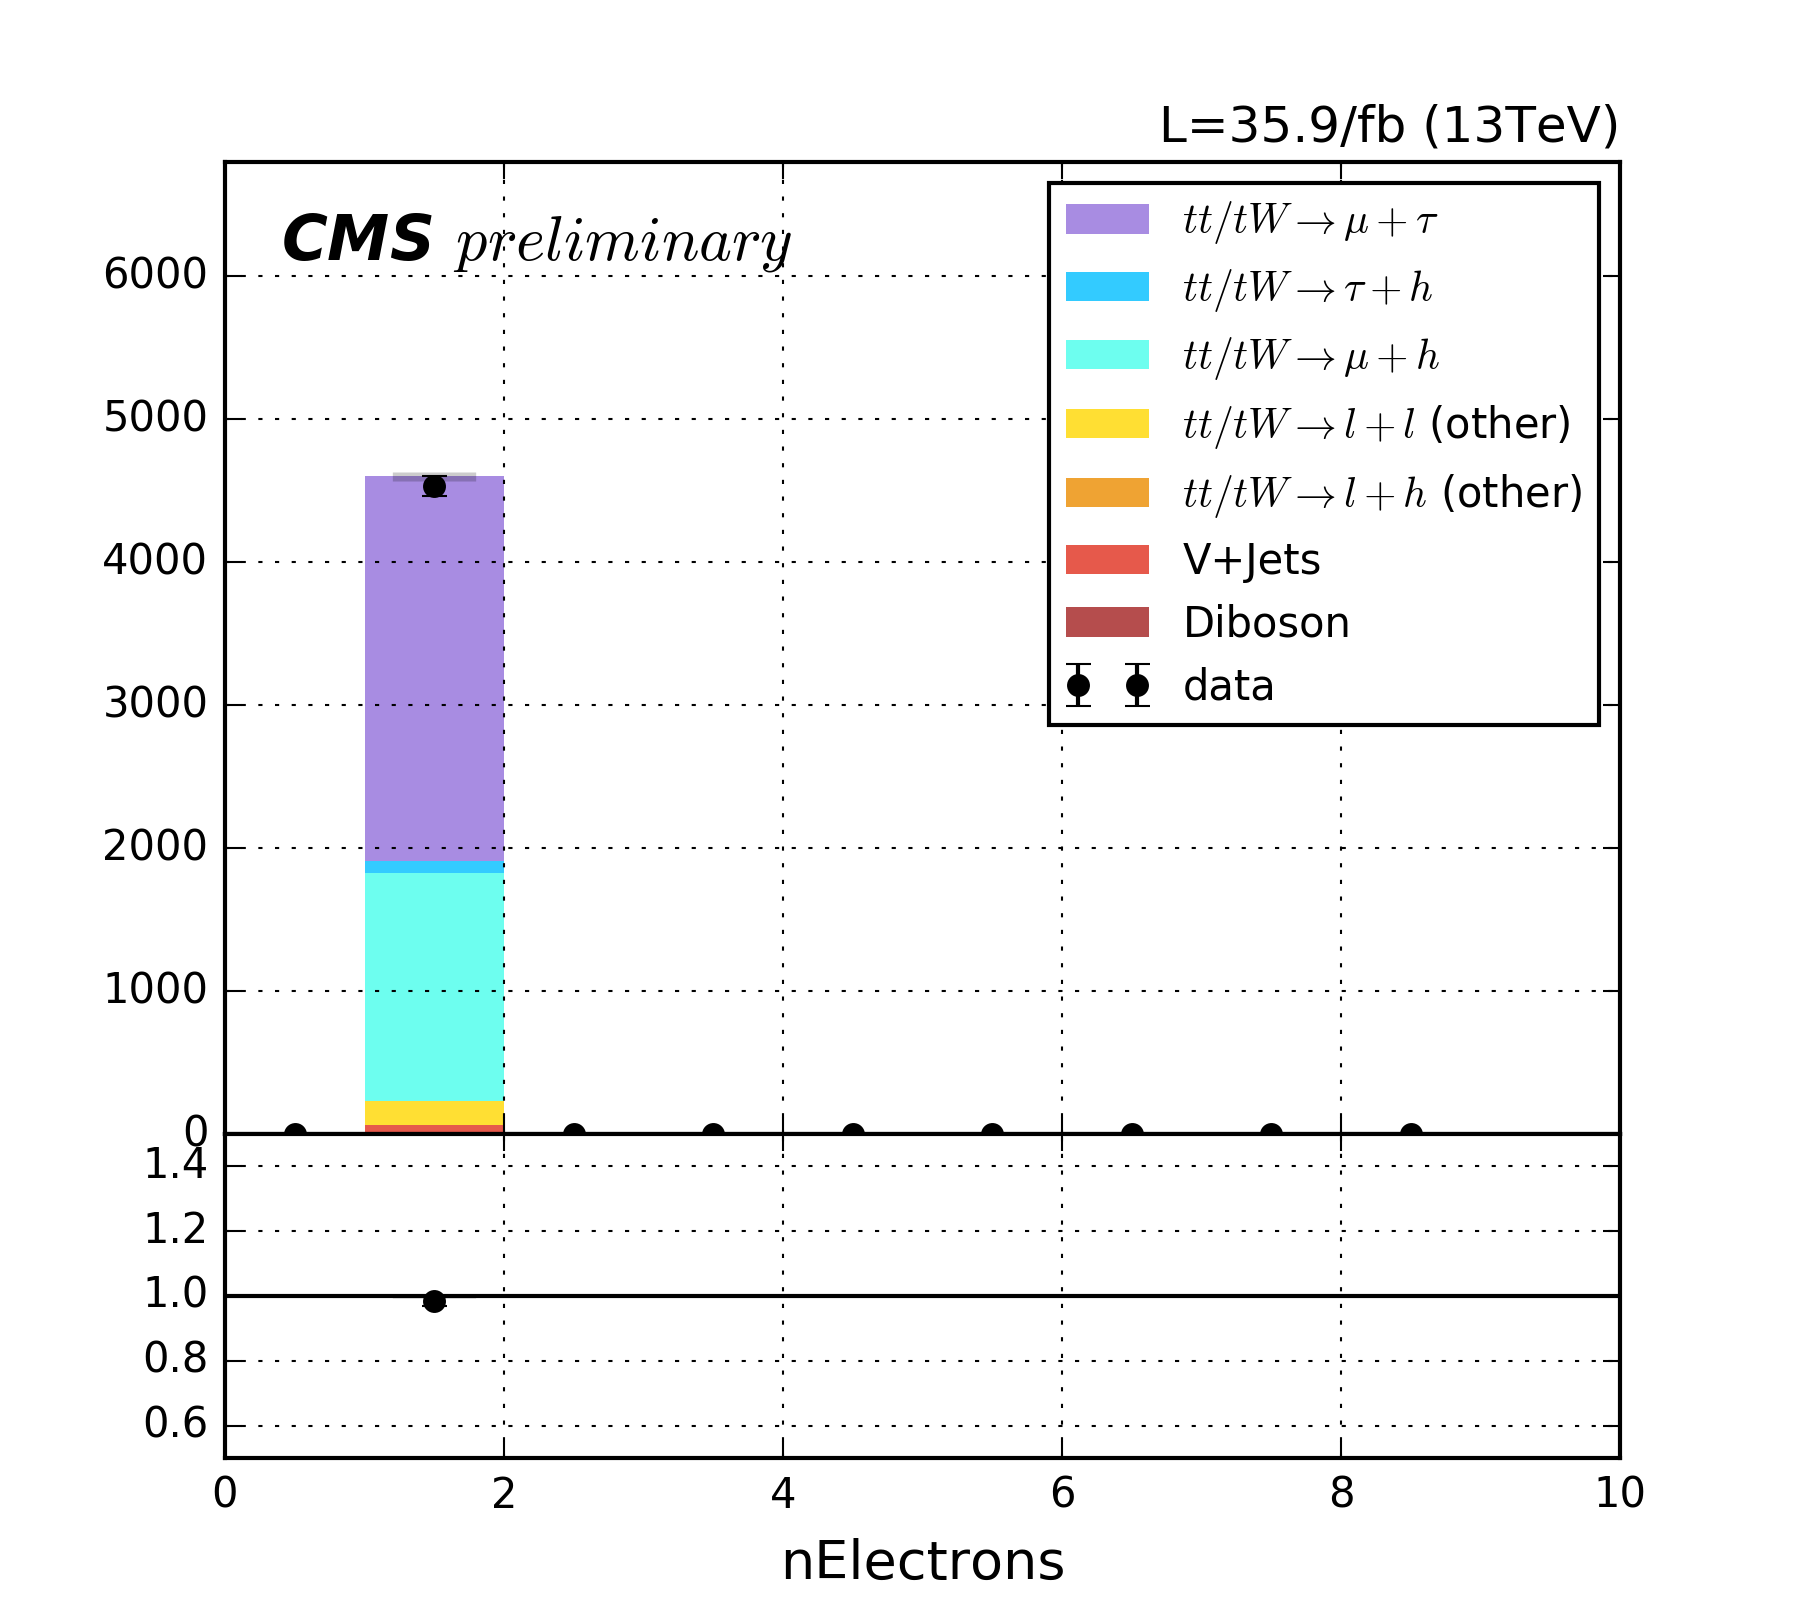 L=35.9/fb (13TeV)
CMS preliminary
6000
5000
4000
3000
2000
1000
0
tt/tW→μ+τ
tt/tW→τ+h
tt/tW→μ+h
tt/tW→l+l (other)
tt/tW→l+h (other)
V+Jets
Diboson
data
1.4
1.2
1.0
0.8
0.6
0 2 4 6 8 10
nElectrons